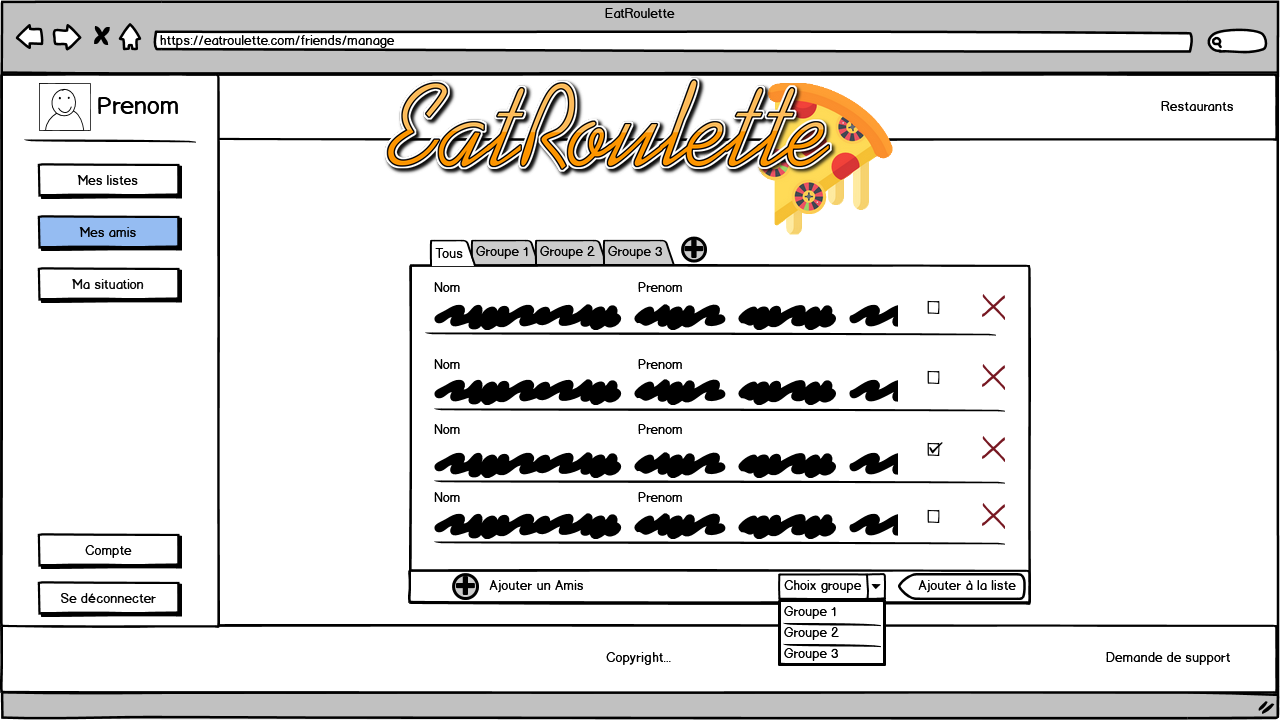 EatRoulette
https://eatroulette.com/friends/manage
Prenom
EatRoulette
Restaurants
Mes listes
Mes amis
Ma situation
Tous
Groupe 1
Groupe 2
Groupe 3
Nom Prenom
Nom Prenom
Nom Prenom
Nom Prenom
Compte
Se déconnecter
Ajouter un Amis
Choix groupe
Ajouter à la liste
Groupe 1
Groupe 2
Groupe 3
Copyright...
Demande de support